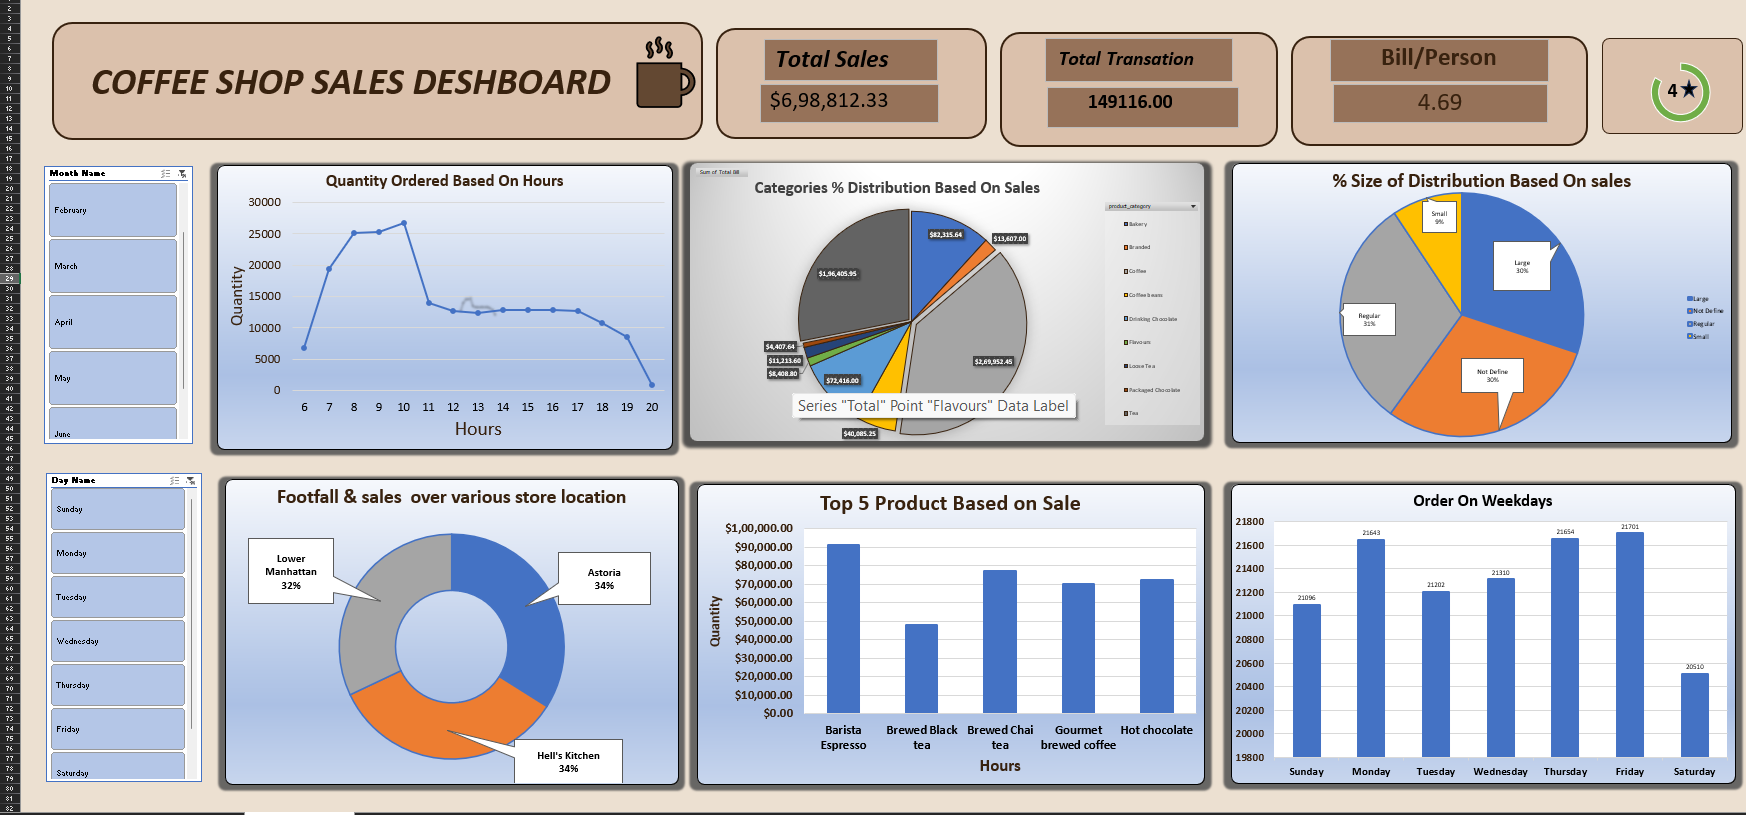 COFFEE SHOP SALES DESHBOARD
Total Sales
$6,98,812.33
Total Transation
149116.00
Bill/Person
4.69
4★
Month Name
February
March
April
May
June
Quantity Ordered Based On Hours
Quantity
30000
25000
20000
15000
10000
5000
0
6 7 8 9 10 11 12 13 14 15 16 17 18 19 20
Hours
Sum of Total Bill
Categories % Distribution Based On Sales
product_category
Bakery
Branded
Coffee
Coffee beans
Drinking Chocolate
Flavours
Loose Tea
Packaged Chocolate
Tea
$82,315.64
$13,607.00
$1,96,405.95
$4,407.64
$11,213.60
$8,408.80
$72,416.00
$2,69,952.45
$40,085.25
Series "Total" Point "Flavours" Data Label
% Size of Distribution Based On sales
Small
9%
Large
30%
Regular
31%
Not Define
30%
Large
Not Define
Regular
Small
Day Name
Sunday
Monday
Tuesday
Wednesday
Thursday
Friday
Saturday
Footfall & sales over various store location
Lower
Manhattan
32%
Astoria
34%
Hell's Kitchen
34%
Top 5 Product Based on Sale
Quantity
$1,00,000.00
$90,000.00
$80,000.00
$70,000.00
$60,000.00
$50,000.00
$40,000.00
$30,000.00
$20,000.00
$10,000.00
$0.00
Barista Espresso
Brewed Black tea
Brewed Chai tea
Gourmet brewed coffee
Hot chocolate
Hours
Order On Weekdays
21800
21600
21400
21200
21000
20800
20600
20400
20200
20000
19800
21096
21643
21202
21310
21654
21701
20510
Sunday Monday Tuesday Wednesday Thursday Friday Saturday